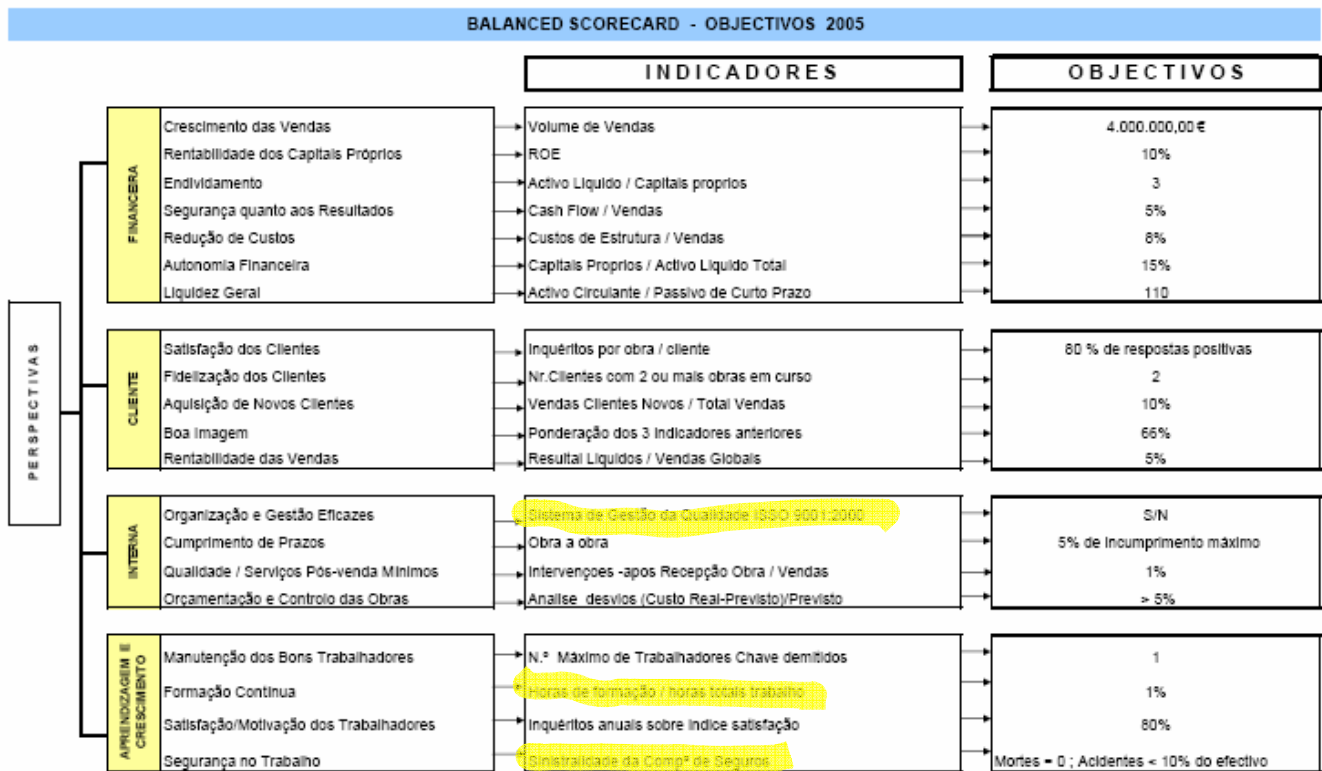 BALANCED SCORECARD - OBJECTIVOS 2005
INDICADORES OBJECTIVOS
PERSPECTIVAS
FINANCEIRA
Crescimento das Vendas Volume de Vendas 4.000.000,00 €
Rentabilidade dos Capitais Próprios ROE 10%
Endividamento Activo Liquido / Capitais proprios 3
Segurança quanto aos Resultados Cash Flow / Vendas 5%
Redução de Custos Custos de Estrutura / Vendas 8%
Autonomia Financeira Capitais Proprios / Activo Liquido Total 15%
Liquidez Geral Activo Circulante / Passivo de Curto Prazo 110
CLIENTE
Satisfação dos Clientes Inquéritos por obra / cliente 80 % de respostas positivas
Fidelização dos Clientes Nr.Clientes com 2 ou mais obras em curso 2
Aquisição de Novos Clientes Vendas Clientes Novos / Total Vendas 10%
Boa Imagem Ponderação dos 3 Indicadores anteriores 66%
Rentabilidade das Vendas Resultal Liquidos / Vendas Globais 5%
INTERNA
Organização e Gestão Eficazes Sistema de Gestão da Qualidade ISSO 9001:2000 S/N
Cumprimento de Prazos Obra a obra 5% de Incumprimento máximo
Qualidade / Serviços Pós-venda Mínimos Intervençoes -apos Recepção Obra / Vendas 1%
Orçamentação e Controlo das Obras Analise desvios (Custo Real-Previsto)/Previsto > 5%
APRENDIZAGEM E
CRESCIMENTO
Manutenção dos Bons Trabalhadores N.º Máximo de Trabalhadores Chave demitidos 1
Formação Continua Horas de formação / horas totais trabalho 1%
Satisfação/Motivação dos Trabalhadores Inquéritos anuais sobre indice satisfação 80%
Segurança no Trabalho Sinistralidade da Compª de Seguros Mortes = 0 ; Acidentes < 10% do efectivo